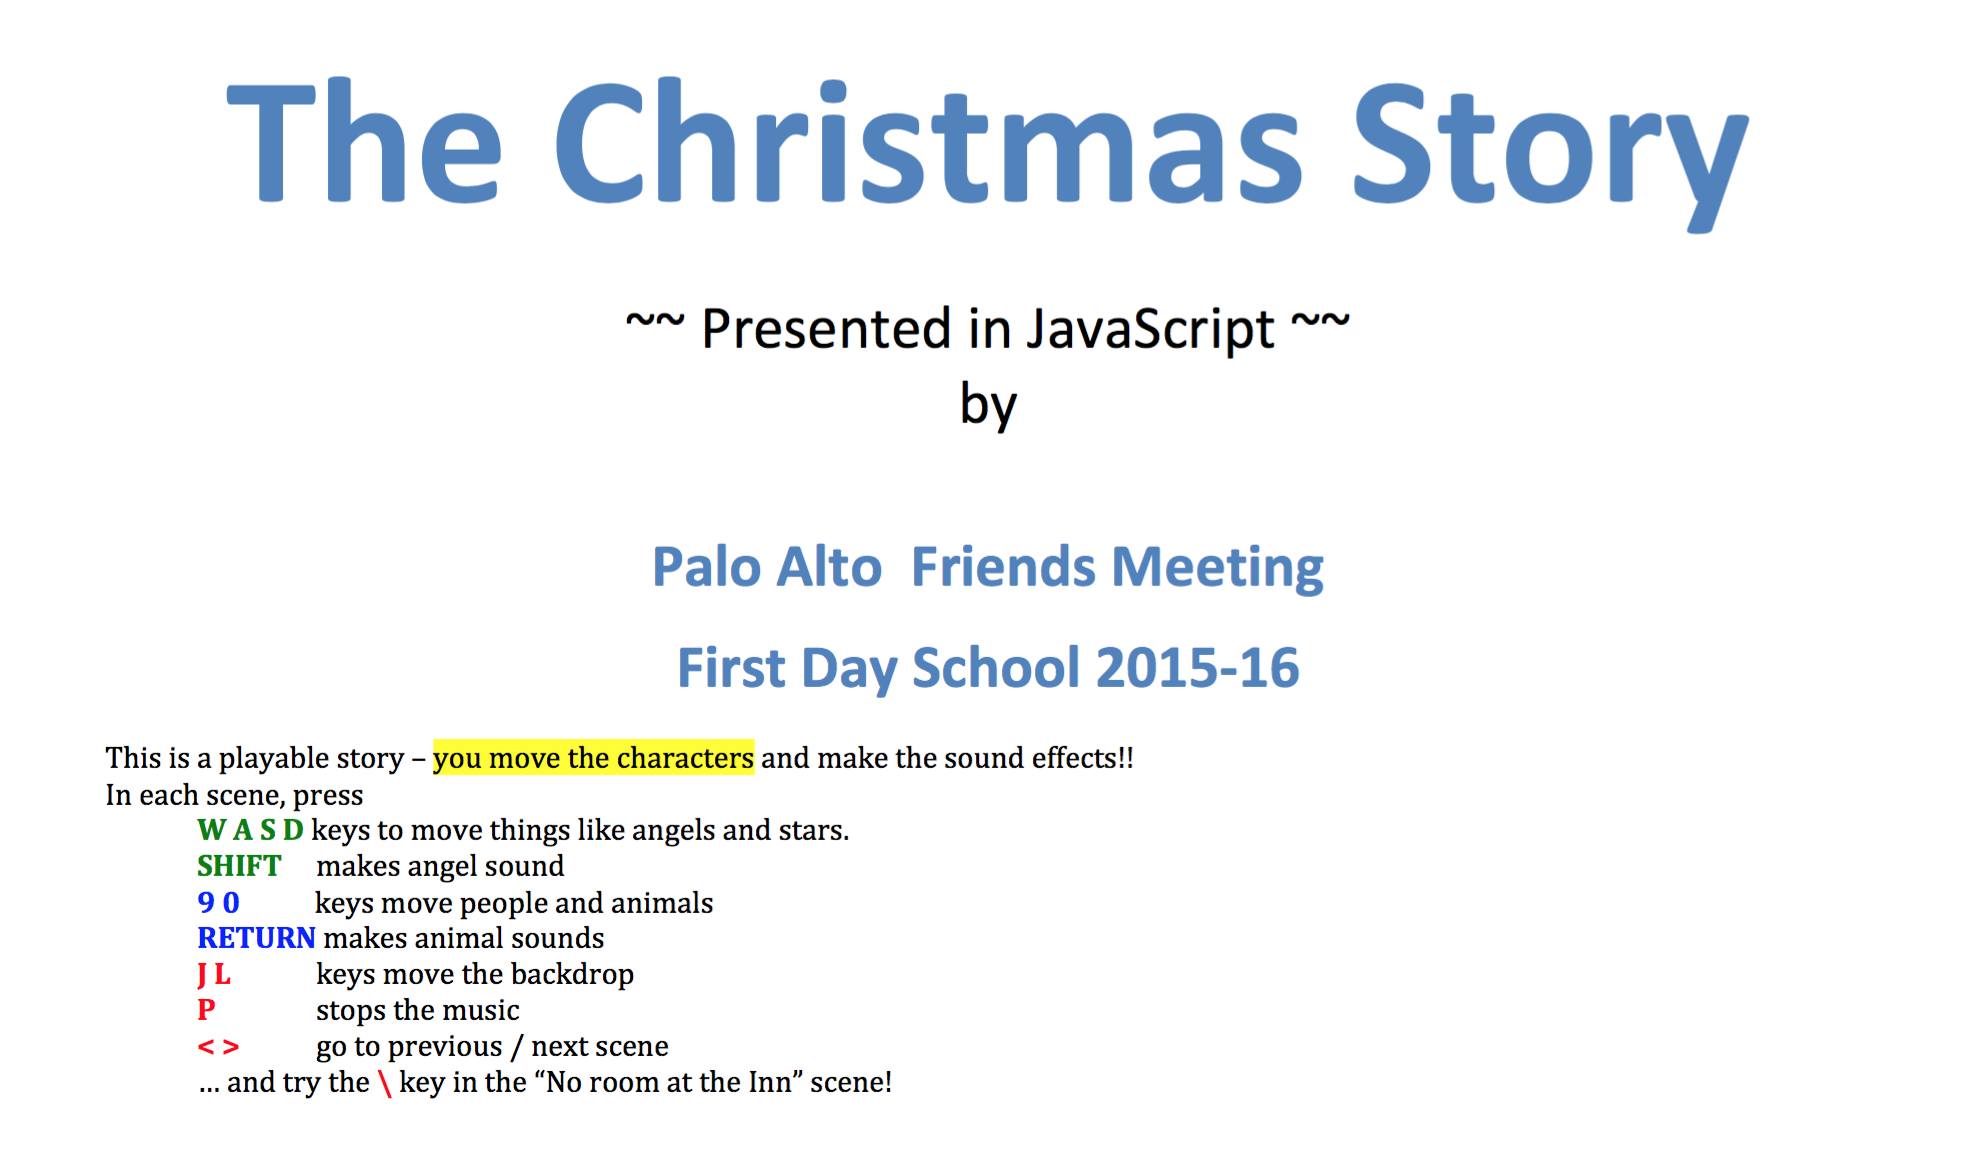 The Christmas Story
~~ Presented in JavaScript ~~
by
Palo Alto  Friends Meeting
First Day School 2015-16
This is a playable story – you move the characters and make the sound effects!!
In each scene, press
W A S D keys to move things like angels and stars.
SHIFT makes angel sound
9 0 keys move people and animals
RETURN makes animal sounds
J L keys move the backdrop
P stops the music
< > go to previous / next scene
... and try the \ key in the “No room at the Inn” scene!